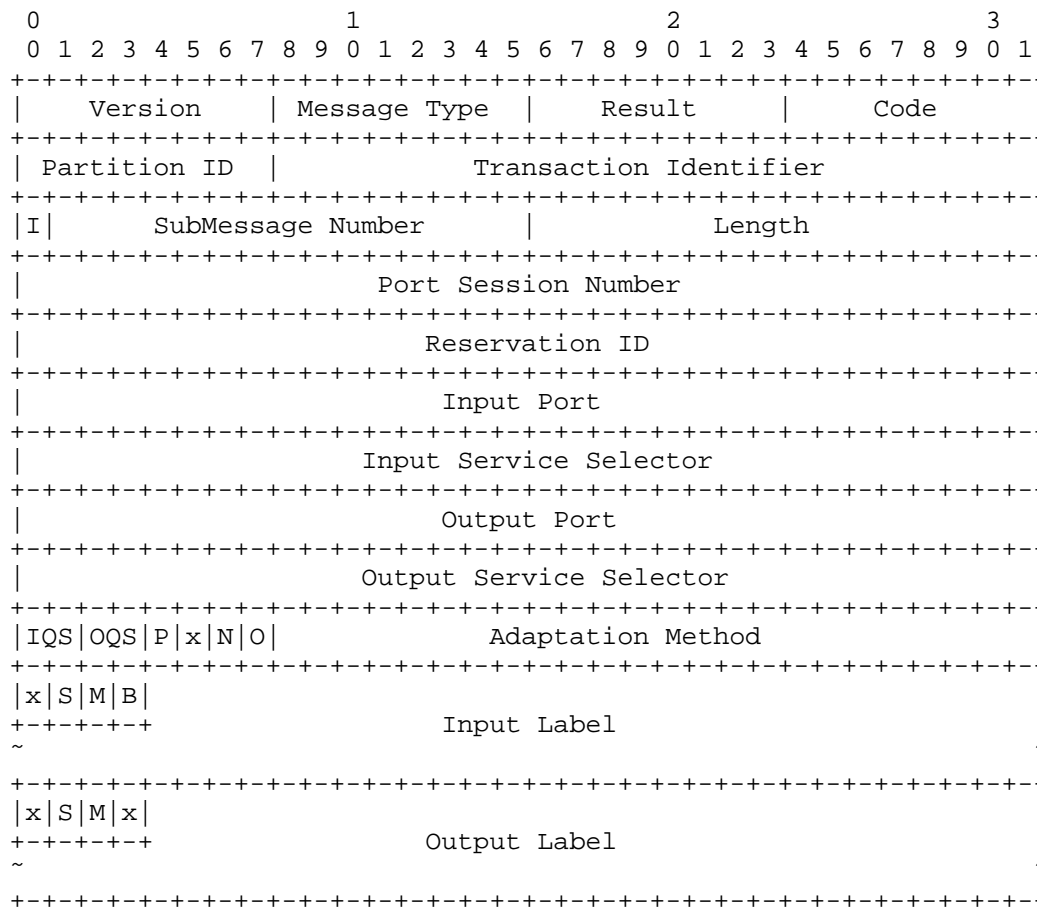 0                   1                   2                   3
 0 1 2 3 4 5 6 7 8 9 0 1 2 3 4 5 6 7 8 9 0 1 2 3 4 5 6 7 8 9 0 1
+-+-+-+-+-+-+-+-+-+-+-+-+-+-+-+-+-+-+-+-+-+-+-+-+-+-+-+-+-+-+-+-
|    Version    | Message Type  |    Result     |     Code
+-+-+-+-+-+-+-+-+-+-+-+-+-+-+-+-+-+-+-+-+-+-+-+-+-+-+-+-+-+-+-+-
| Partition ID  |            Transaction Identifier
+-+-+-+-+-+-+-+-+-+-+-+-+-+-+-+-+-+-+-+-+-+-+-+-+-+-+-+-+-+-+-+-
|I|      SubMessage Number      |           Length
+-+-+-+-+-+-+-+-+-+-+-+-+-+-+-+-+-+-+-+-+-+-+-+-+-+-+-+-+-+-+-+-
|                      Port Session Number
+-+-+-+-+-+-+-+-+-+-+-+-+-+-+-+-+-+-+-+-+-+-+-+-+-+-+-+-+-+-+-+-
|                         Reservation ID
+-+-+-+-+-+-+-+-+-+-+-+-+-+-+-+-+-+-+-+-+-+-+-+-+-+-+-+-+-+-+-+-
|                          Input Port
+-+-+-+-+-+-+-+-+-+-+-+-+-+-+-+-+-+-+-+-+-+-+-+-+-+-+-+-+-+-+-+-
|                     Input Service Selector
+-+-+-+-+-+-+-+-+-+-+-+-+-+-+-+-+-+-+-+-+-+-+-+-+-+-+-+-+-+-+-+-
|                          Output Port
+-+-+-+-+-+-+-+-+-+-+-+-+-+-+-+-+-+-+-+-+-+-+-+-+-+-+-+-+-+-+-+-
|                     Output Service Selector
+-+-+-+-+-+-+-+-+-+-+-+-+-+-+-+-+-+-+-+-+-+-+-+-+-+-+-+-+-+-+-+-
|IQS|OQS|P|x|N|O|             Adaptation Method
+-+-+-+-+-+-+-+-+-+-+-+-+-+-+-+-+-+-+-+-+-+-+-+-+-+-+-+-+-+-+-+-
|x|S|M|B|
+-+-+-+-+                  Input Label
~
+-+-+-+-+-+-+-+-+-+-+-+-+-+-+-+-+-+-+-+-+-+-+-+-+-+-+-+-+-+-+-+-
|x|S|M|x|
+-+-+-+-+                 Output Label
~
+-+-+-+-+-+-+-+-+-+-+-+-+-+-+-+-+-+-+-+-+-+-+-+-+-+-+-+-+-+-+-+-